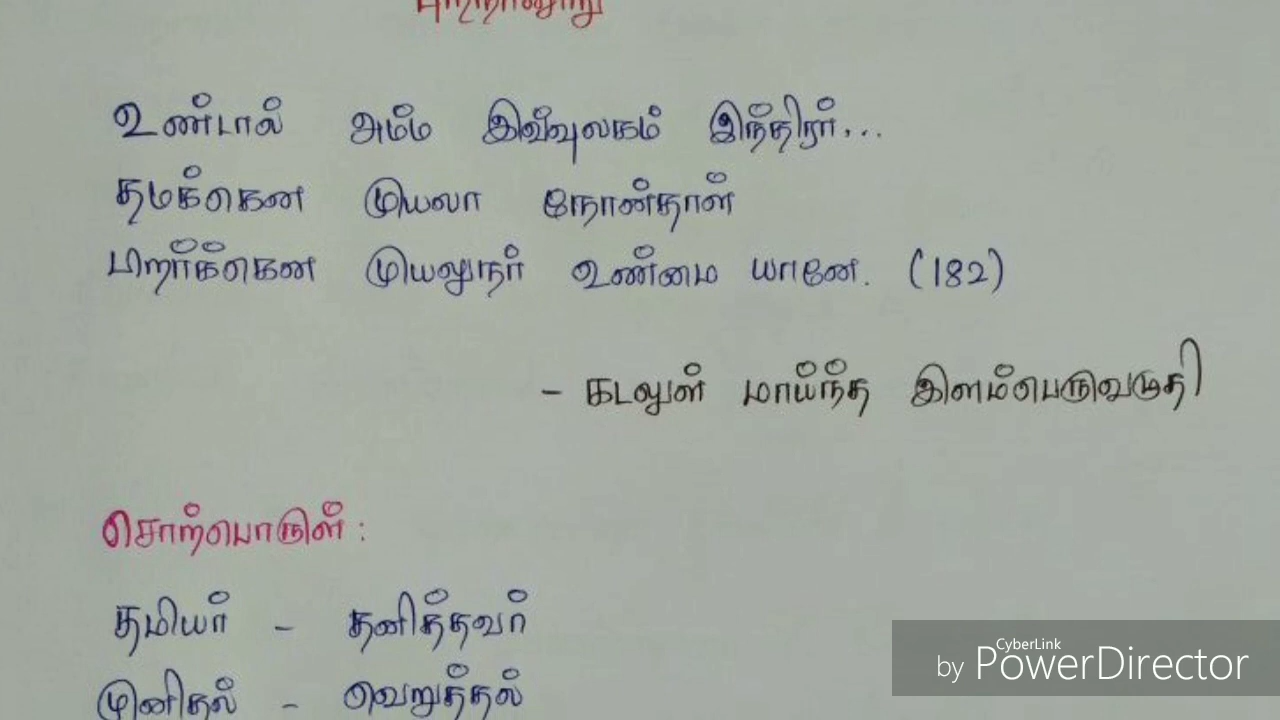 புறநானூறு
உண்டால் அம்ம இவ்வுலகம் இந்திரர்...
தமக்கென முயலா நோன்தாள்
பிறர்க்கென முயலுநர் உண்மை யானே. (182)
- கடலுள் மாய்ந்த இளம்பெருவழுதி
சொற்பொருள் :
தமியர் - தனித்தவர்
முனிதல் - வெறுத்தல்
CyberLink
by PowerDirector